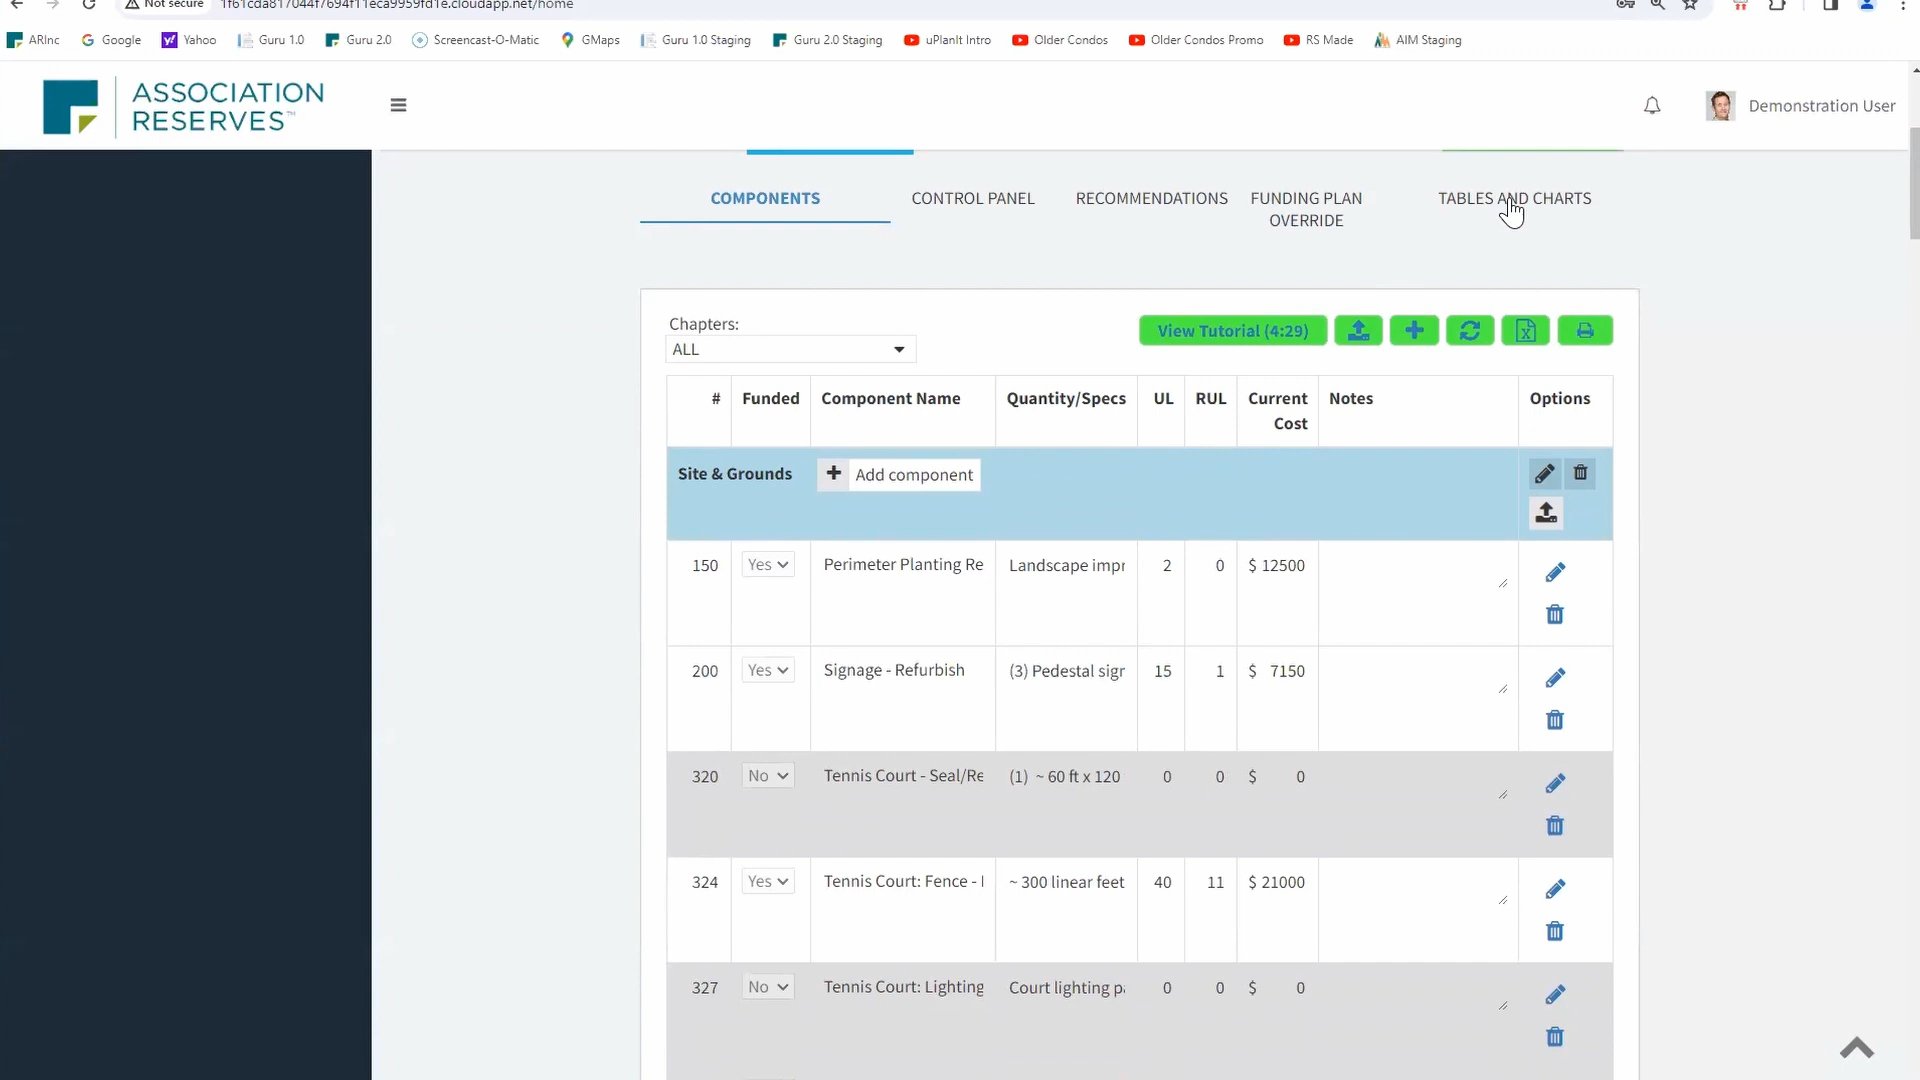 Not secure
1f61cda817044f7694f11eca9959fd1e.cloudapp.net/home
ARInc Google Yahoo Guru 1.0 Guru 2.0 Screencast-O-Matic GMaps Guru 1.0 Staging Guru 2.0 Staging uPlanIt Intro Older Condos Older Condos Promo RS Made AIM Staging
ASSOCIATION
RESERVES™
Demonstration User
COMPONENTS CONTROL PANEL RECOMMENDATIONS FUNDING PLAN OVERRIDE TABLES AND CHARTS
Chapters:
ALL
View Tutorial (4:29)
# Funded Component Name Quantity/Specs UL RUL Current Cost Notes Options
Site & Grounds + Add component
150 Yes Perimeter Planting Re Landscape impr 2 0 $ 12500
200 Yes Signage - Refurbish (3) Pedestal sigr 15 1 $ 7150
320 No Tennis Court - Seal/Re (1) ~ 60 ft x 120 0 0 $ 0
324 Yes Tennis Court: Fence - ~ 300 linear feet 40 11 $ 21000
327 No Tennis Court: Lighting Court lighting 0 0 $ 0